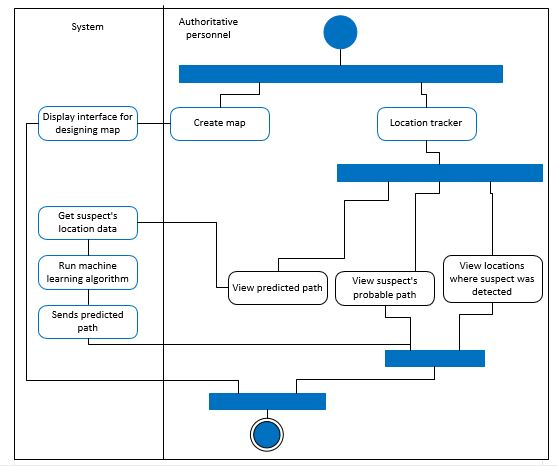 System
Authoritative
personnel
Display interface for
designing map
Create map
Location tracker
Get suspect's
location data
Run machine
learning algorithm
Sends predicted
path
View predicted path
View suspect's
probable path
View locations
where suspect was
detected